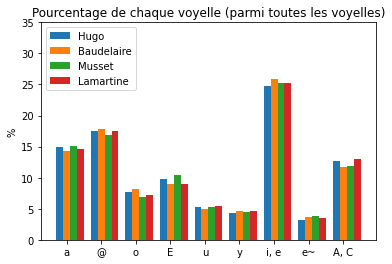 Pourcentage de chaque voyelle (parmi toutes les voyelles)
35
30
25
20
15
10
5
0
%
Hugo
Baudelaire
Musset
Lamartine
a @ o E u y i, e e~ A, C